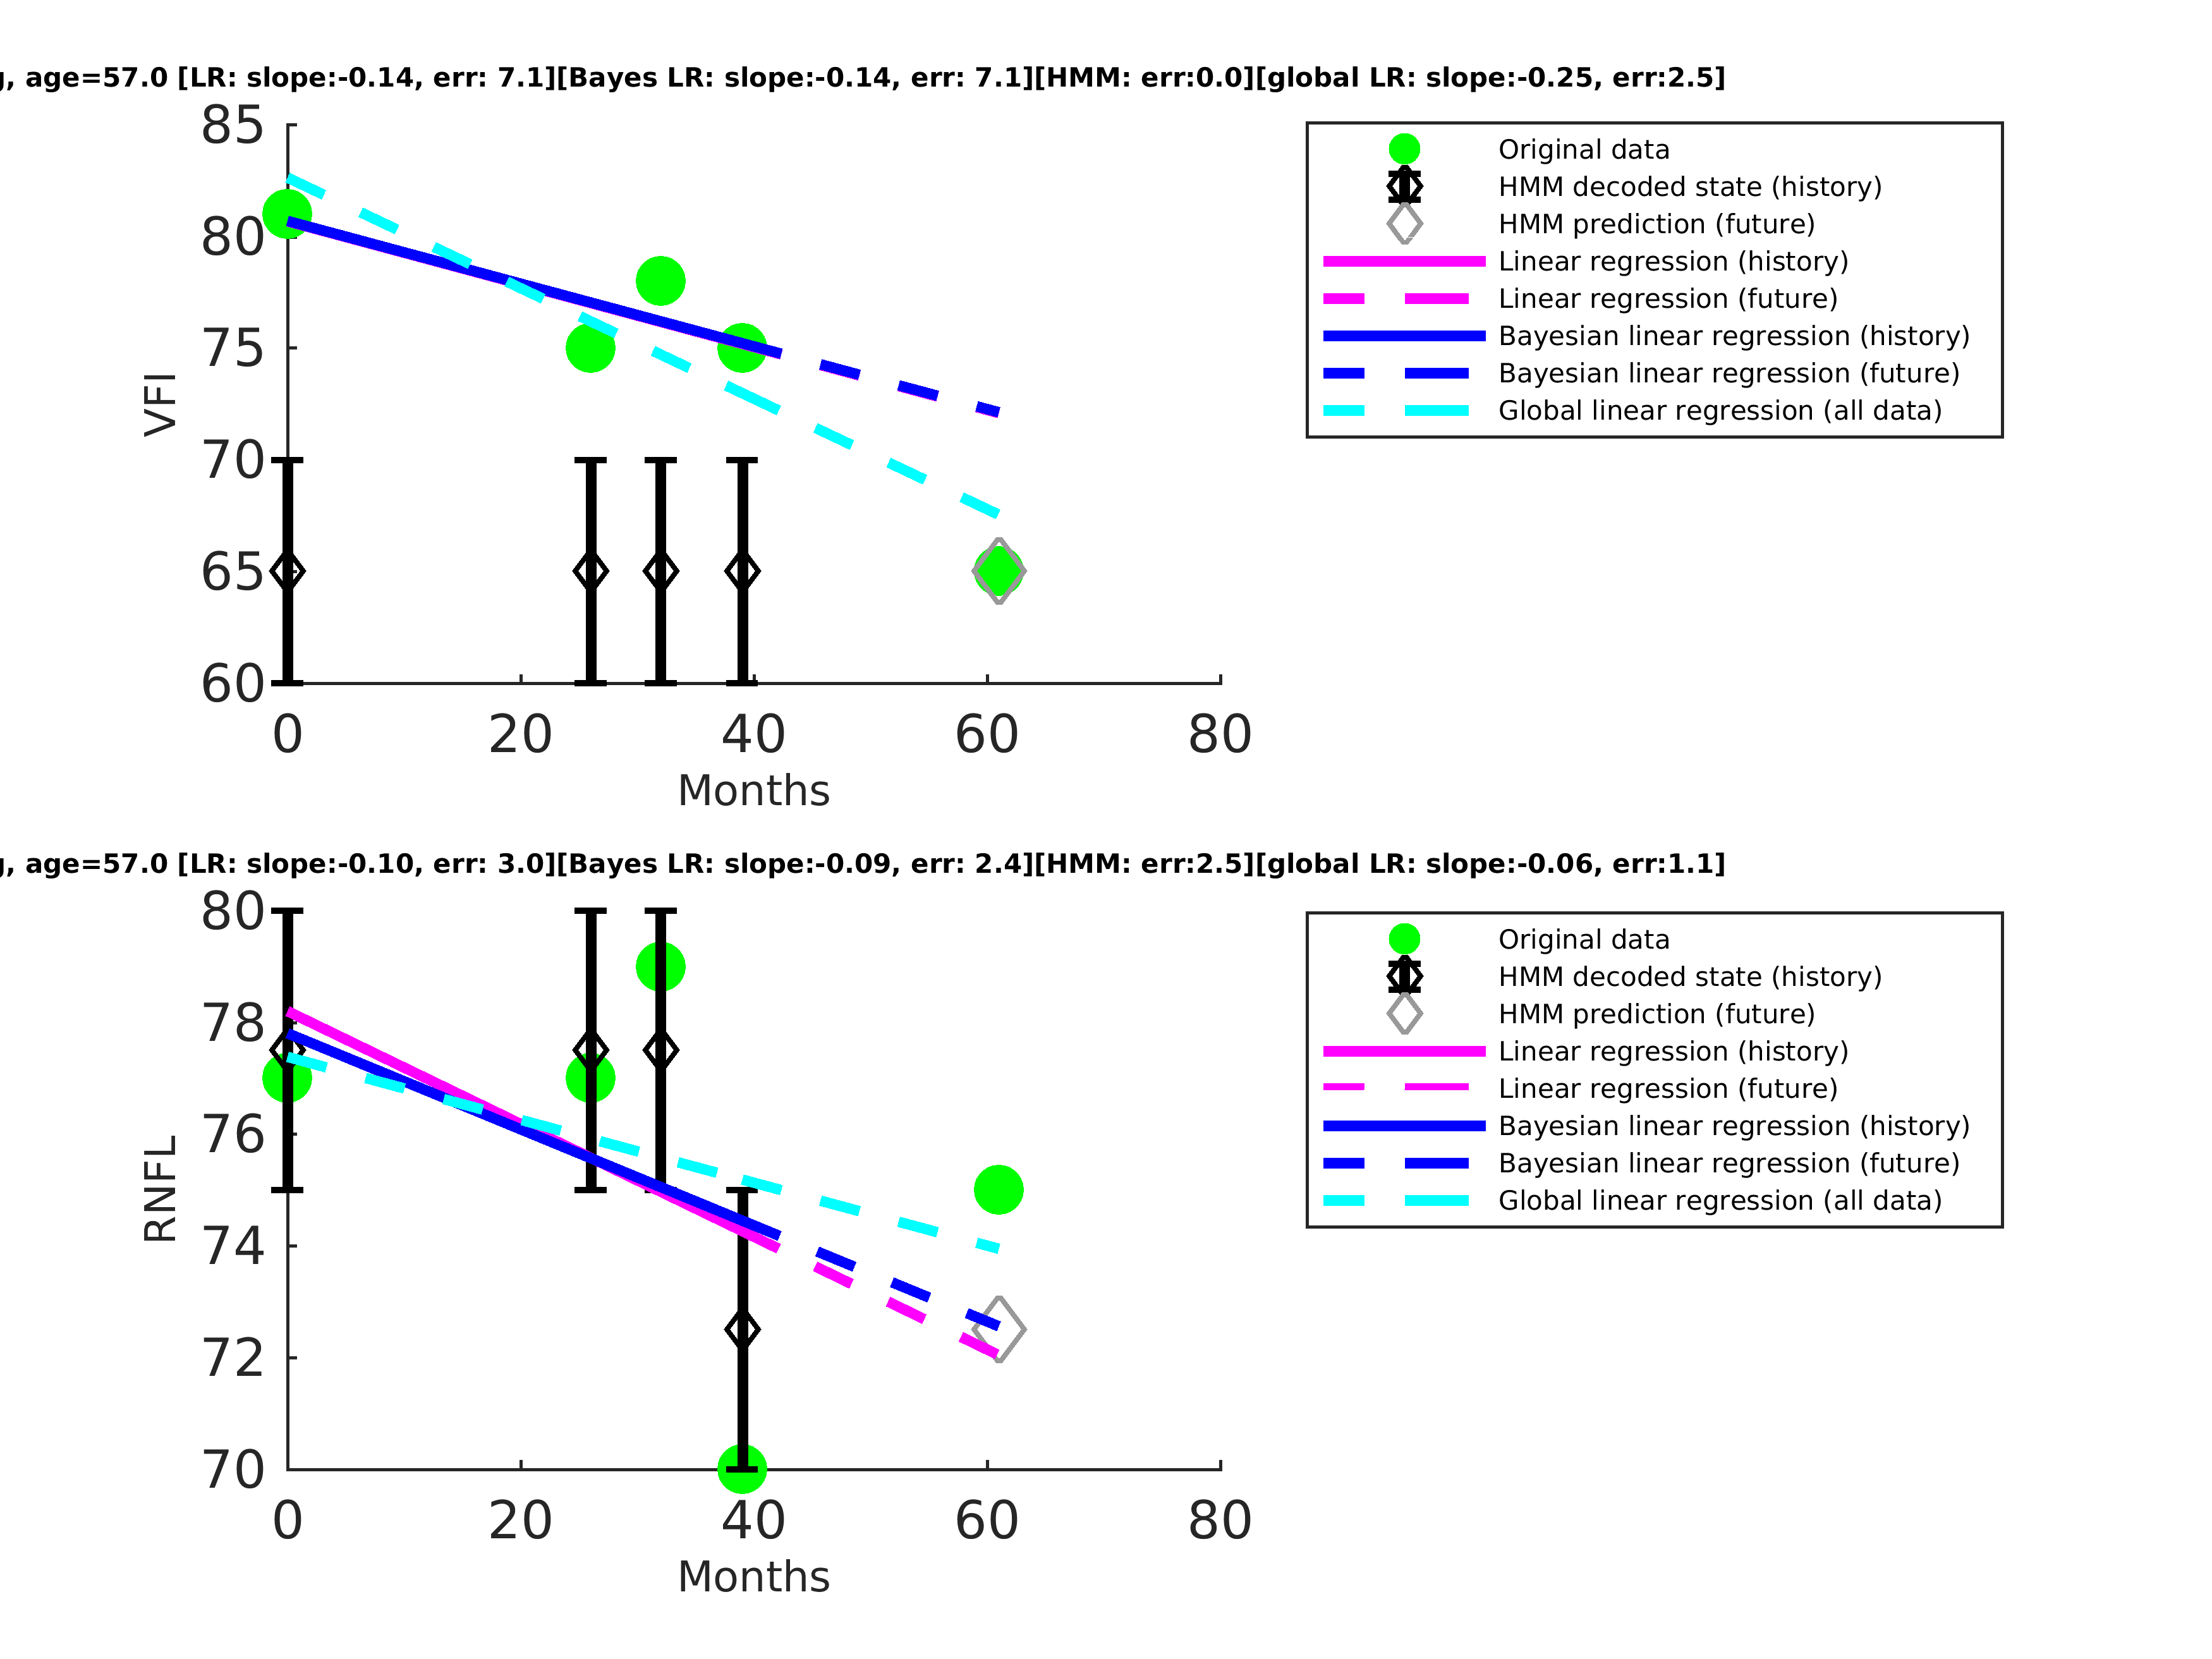 age=57.0 [LR: slope:-0.14, err: 7.1][Bayes LR: slope:-0.14, err: 7.1][HMM: err:0.0][global LR: slope:-0.25, err:2.5]
85
80
75
70
65
60
VFI
0 20 40 60 80
Months
Original data
HMM decoded state (history)
HMM prediction (future)
Linear regression (history)
Linear regression (future)
Bayesian linear regression (history)
Bayesian linear regression (future)
Global linear regression (all data)
age=57.0 [LR: slope:-0.10, err: 3.0][Bayes LR: slope:-0.09, err: 2.4][HMM: err:2.5][global LR: slope:-0.06, err:1.1]
80
78
76
74
72
70
RNFL
0 20 40 60 80
Months
Original data
HMM decoded state (history)
HMM prediction (future)
Linear regression (history)
Linear regression (future)
Bayesian linear regression (history)
Bayesian linear regression (future)
Global linear regression (all data)